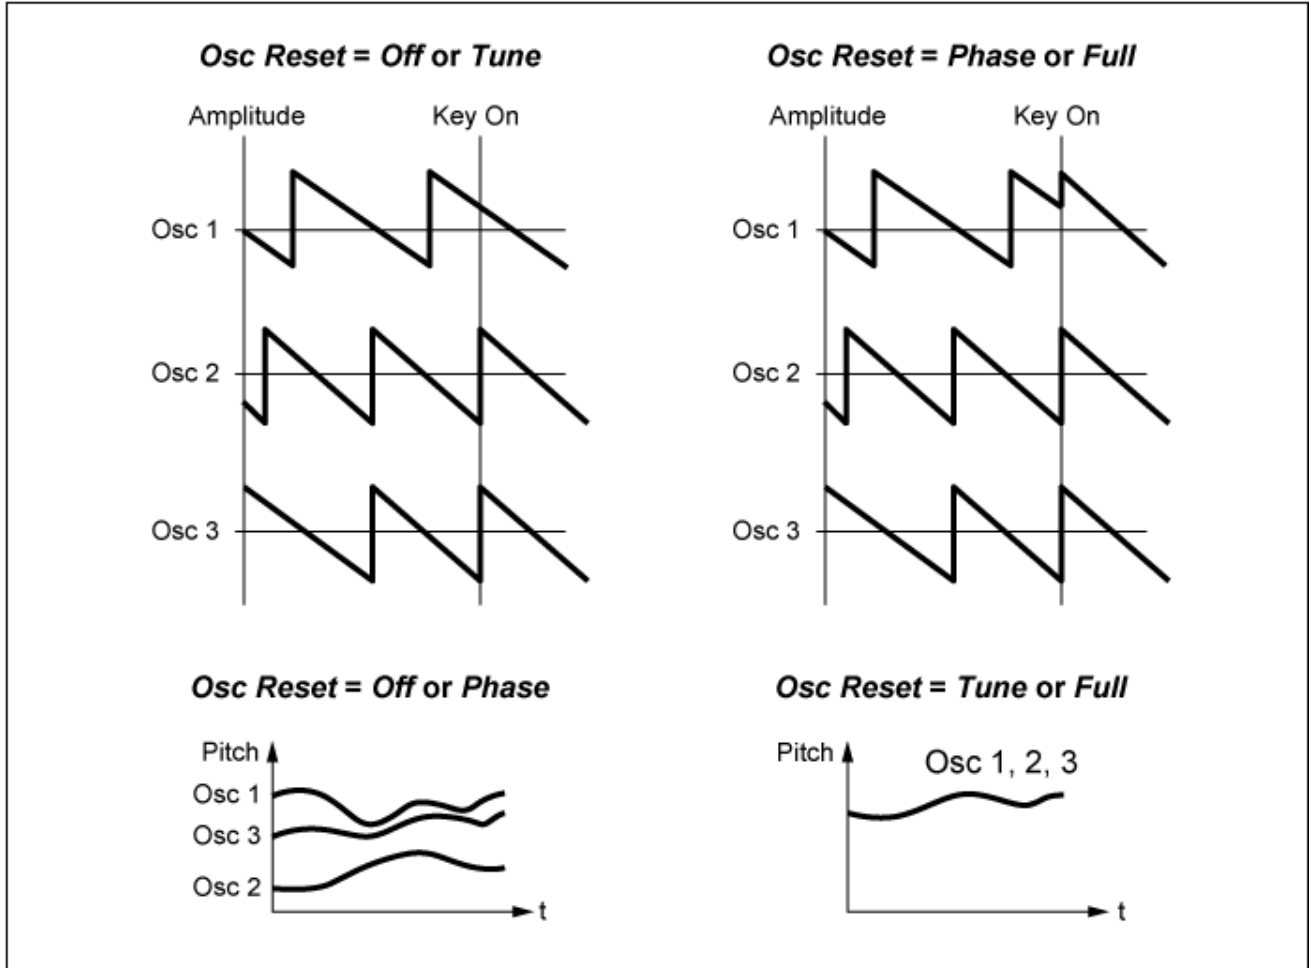 Osc Reset = Off or Tune
Amplitude Key On
Osc 1
Osc 2
Osc 3
Osc Reset = Phase or Full
Amplitude Key On
Osc 1
Osc 2
Osc 3
Osc Reset = Off or Phase
Pitch
Osc 1
Osc 3
Osc 2
t
Osc Reset = Tune or Full
Pitch
Osc 1, 2, 3
t